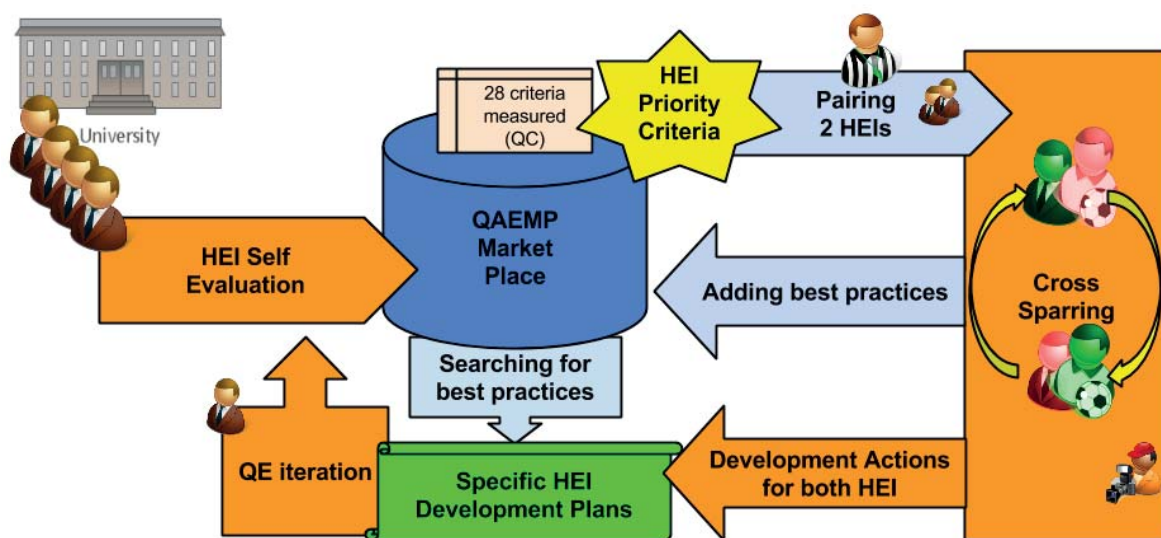 University
28 criteria
measured
(QC)
HEI
Priority
Criteria
Pairing
2 HEIs
HEI Self
Evaluation
QAEMP
Market
Place
Adding best practices
Cross
Sparring
Searching for
best practices
QE iteration
Specific HEI
Development Plans
Development Actions
for both HEI